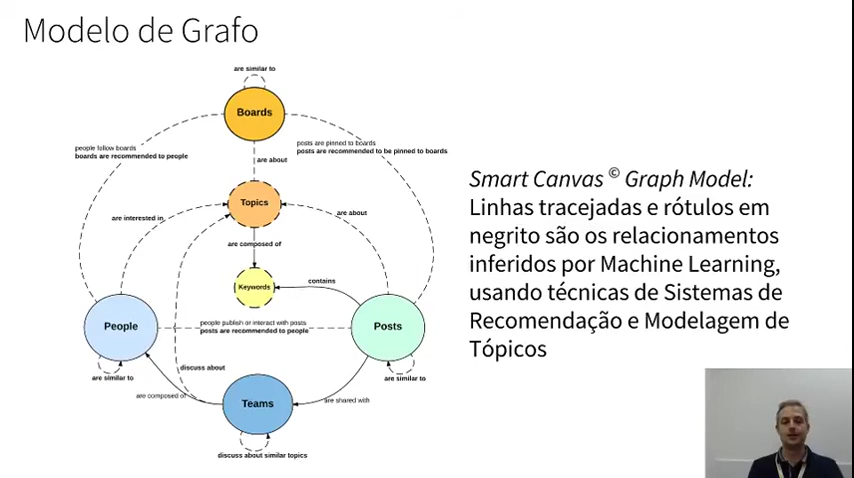 Modelo de Grafo
are similar to
Boards
people follow boards
boards are recommended to people
posts are pinned to boards
posts are recommended to be pinned to boards
are about
Topics
are interested in
are about
are composed of
Keywords
contains
People
people publish or interact with posts
posts are recommended to people
Posts
discuss about
are similar to
are similar to
are composed of
Teams
are shared with
discuss about similar topics
Smart Canvas © Graph Model:
Linhas tracejadas e rótulos em
negrito são os relacionamentos
inferidos por Machine Learning,
usando técnicas de Sistemas de
Recomendação e Modelagem de
Tópicos